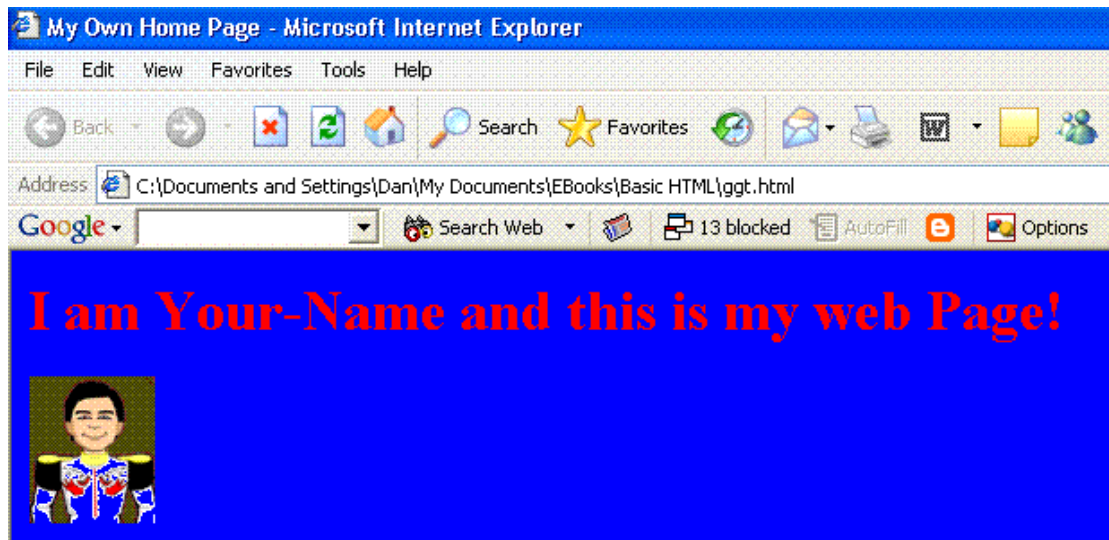 My Own Home Page - Microsoft Internet Explorer
File Edit View Favorites Tools Help
Back Search Favorites W
Address C:\Documents and Settings\Dan\My Documents\EBooks\Basic HTML\ggt.html
Google Search Web 13 blocked AutoFill Options
I am Your-Name and this is my web Page!